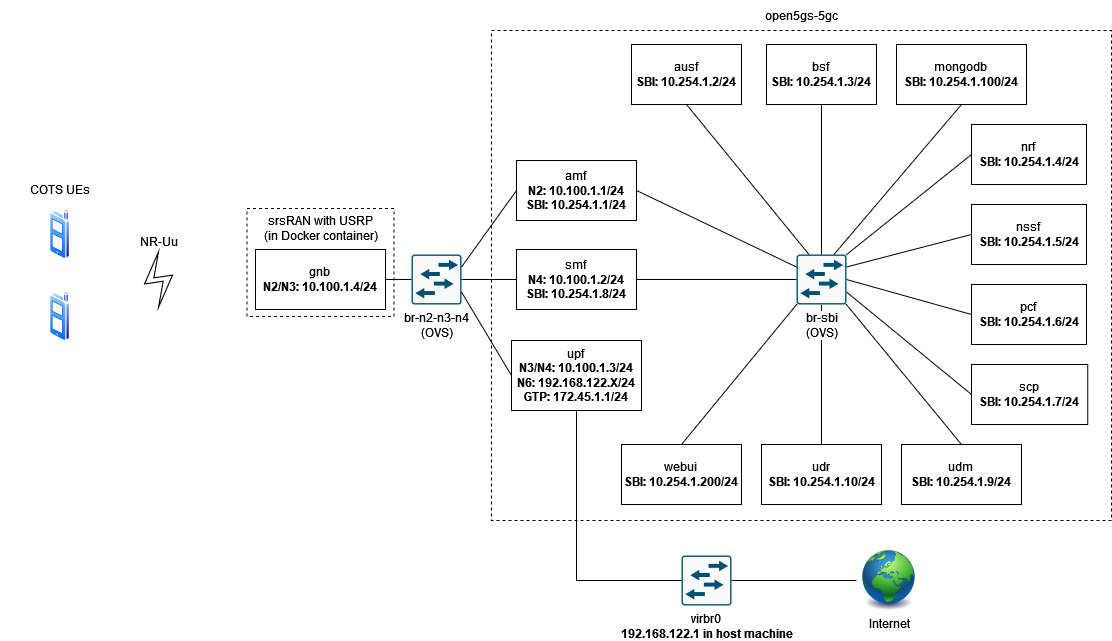 open5gs-5gc
ausf
SBI: 10.254.1.2/24
bsf
SBI: 10.254.1.3/24
mongodb
SBI: 10.254.1.100/24
nrf
SBI: 10.254.1.4/24
amf
N2: 10.100.1.1/24
SBI: 10.254.1.1/24
COTS UEs
srsRAN with USRP
(in Docker container)
NR-Uu
nssf
SBI: 10.254.1.5/24
gnb
N2/N3: 10.100.1.4/24
smf
N4: 10.100.1.2/24
SBI: 10.254.1.8/24
br-n2-n3-n4
(OVS)
br-sbi
(OVS)
pcf
SBI: 10.254.1.6/24
upf
N3/N4: 10.100.1.3/24
N6: 192.168.122.X/24
GTP: 172.45.1.1/24
scp
SBI: 10.254.1.7/24
webui
SBI: 10.254.1.200/24
udr
SBI: 10.254.1.10/24
udm
SBI: 10.254.1.9/24
virbr0
192.168.122.1 in host machine
Internet